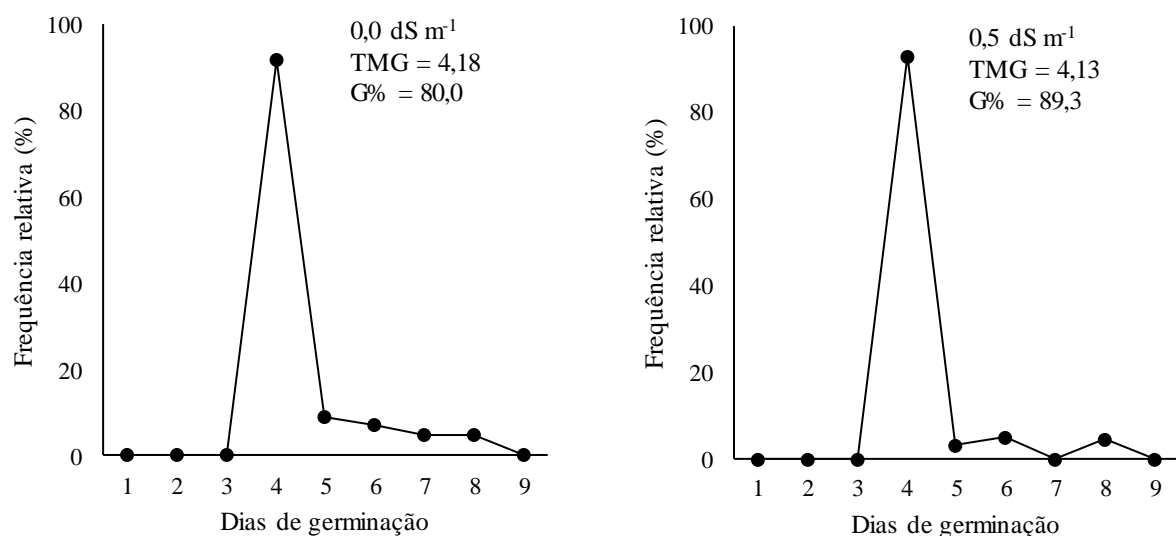 100
80
60
40
20
0
Frequência relativa (%)
0,0 dS m⁻¹
TMG = 4,18
G% = 80,0
1 2 3 4 5 6 7 8 9
Dias de germinação
100
80
60
40
20
0
Frequência relativa (%)
0,5 dS m⁻¹
TMG = 4,13
G% = 89,3
1 2 3 4 5 6 7 8 9
Dias de germinação